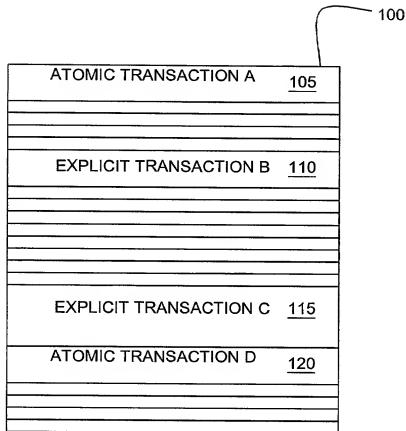 100
ATOMIC TRANSACTION A 105
EXPLICIT TRANSACTION B 110
EXPLICIT TRANSACTION C 115
ATOMIC TRANSACTION D 120